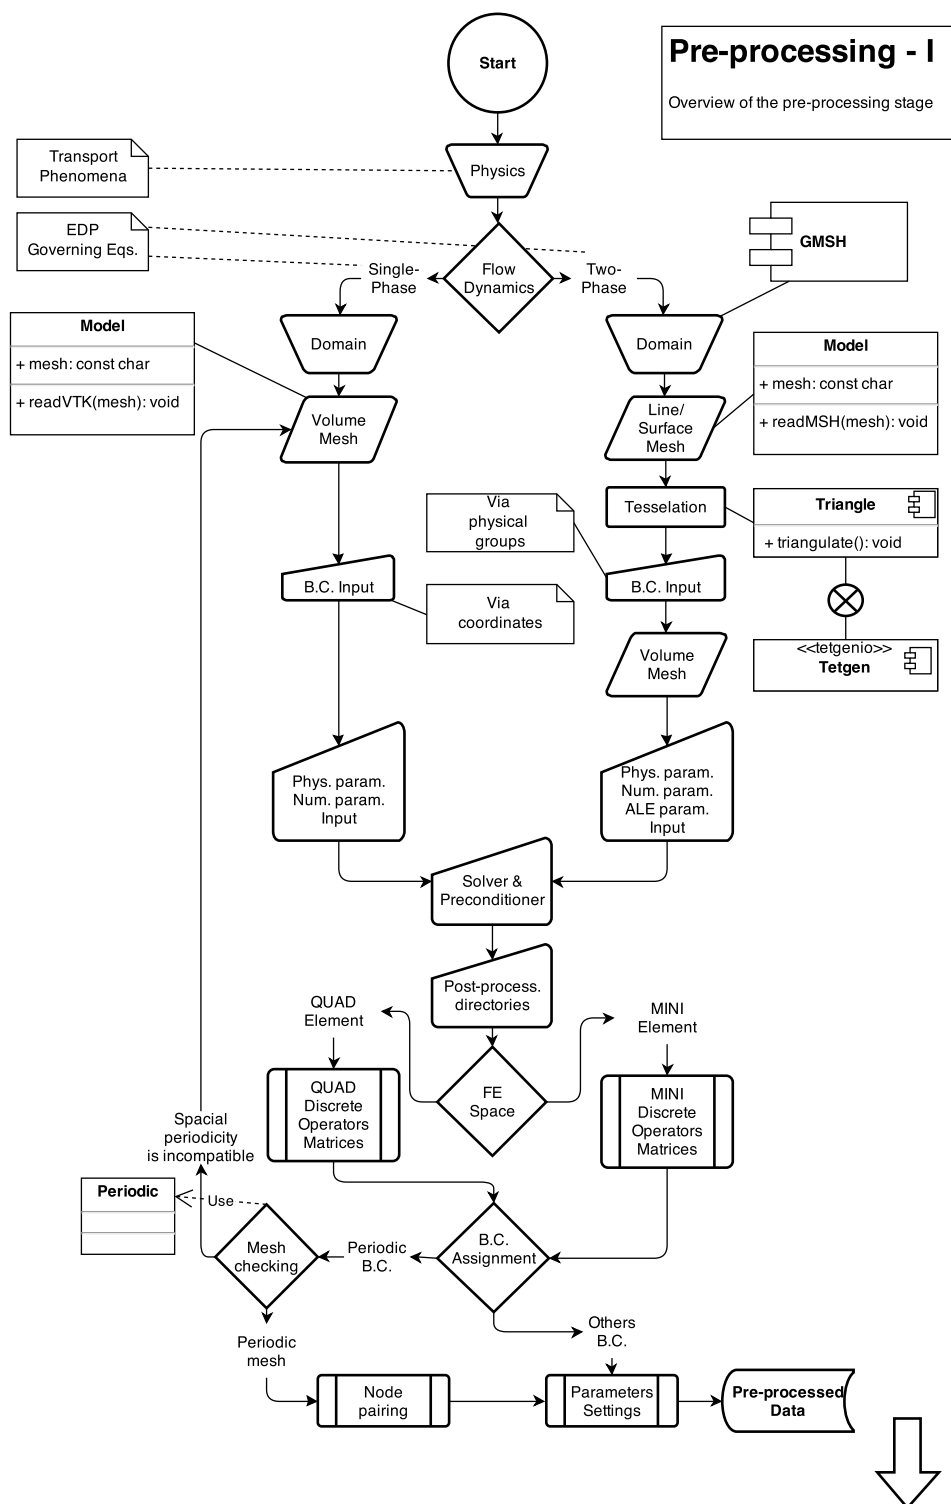 Start
Pre-processing - I
Overview of the pre-processing stage
Transport
Phenomena
Physics
EDP
Governing Eqs.
GMSH
Single-
Phase
Flow
Dynamics
Two-
Phase
Model
+ mesh: const char
+ readVTK(mesh): void
Domain
Domain
Model
+ mesh: const char
+ readMSH(mesh): void
Volume
Mesh
Line/
Surface
Mesh
Via
physical
groups
Tesselation
Triangle
+ triangulate(): void
B.C. Input
B.C. Input
Via
coordinates
Volume
Mesh
<<tetgenio>>
Tetgen
Phys. param.
Num. param.
Input
Phys. param.
Num. param.
ALE param.
Input
Solver &
Preconditioner
Post-process.
directories
QUAD
Element
MINI
Element
QUAD
Discrete
Operators
Matrices
FE
Space
MINI
Discrete
Operators
Matrices
Spacial
periodicity
is incompatible
Periodic
Use
Mesh
checking
Periodic
B.C.
B.C.
Assignment
Others
B.C.
Periodic
mesh
Node
pairing
Parameters
Settings
Pre-processed
Data